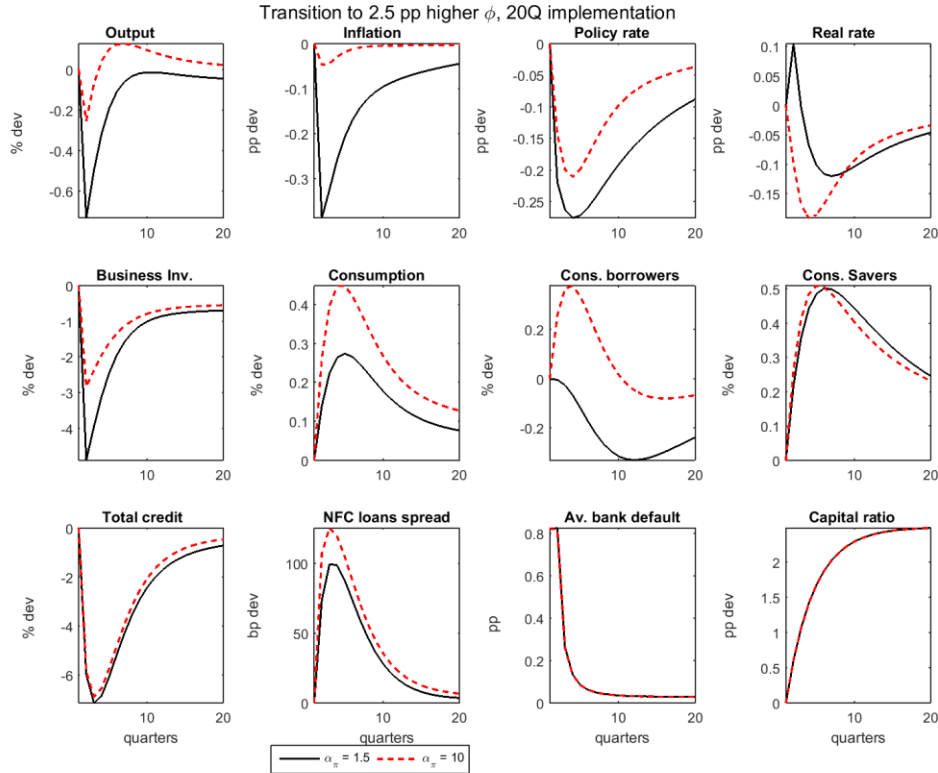 Transition to 2.5 pp higher ϕ, 20Q implementation
Output
Inflation
Policy rate
Real rate
% dev
0
-0.2
-0.4
-0.6
10
20
pp dev
0
-0.1
-0.2
-0.3
10
20
pp dev
0
-0.05
-0.1
-0.15
-0.2
-0.25
10
20
pp dev
0.1
0.05
0
-0.05
-0.1
-0.15
10
20
Business Inv.
Consumption
Cons. borrowers
Cons. Savers
% dev
0
-1
-2
-3
-4
10
20
% dev
0.4
0.3
0.2
0.1
0
10
20
% dev
0.2
0
-0.2
10
20
% dev
0.5
0.4
0.3
0.2
0.1
0
10
20
Total credit
NFC loans spread
Av. bank default
Capital ratio
% dev
0
-2
-4
-6
10
20
quarters
bp dev
100
50
0
10
20
quarters
pp
0.8
0.6
0.4
0.2
0
10
20
quarters
pp dev
2
1.5
1
0.5
0
10
20
quarters
α_π = 1.5
α_π = 10